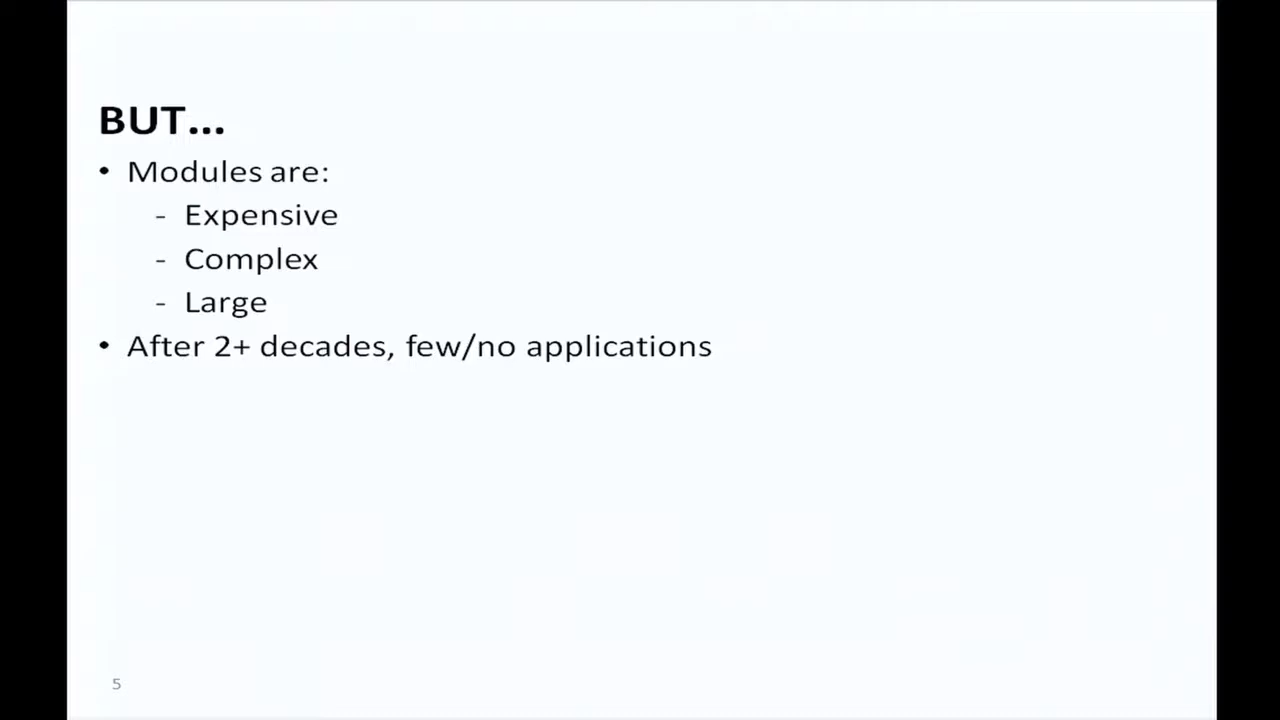 BUT...
• Modules are:
- Expensive
- Complex
- Large
• After 2+ decades, few/no applications
5